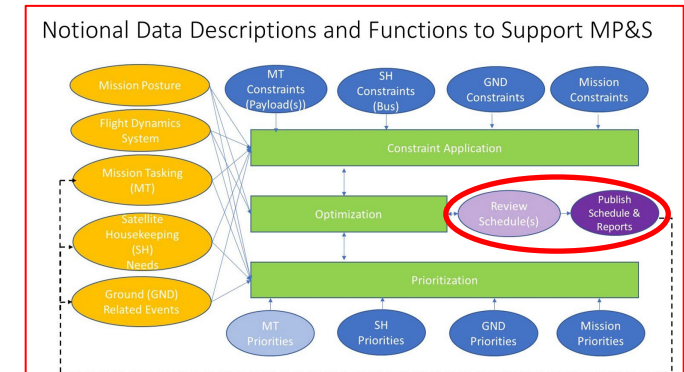 Notional Data Descriptions and Functions to Support MP&S
Mission Posture
Flight Dynamics
System
Mission Tasking
(MT)
Satellite
Housekeeping
(SH)
Needs
Ground (GND)
Related Events
MT
Constraints
(Payload(s))
SH
Constraints
(Bus)
GND
Constraints
Mission
Constraints
Constraint Application
Optimization
Review
Schedule(s)
Publish
Schedule &
Reports
Prioritization
MT
Priorities
SH
Priorities
GND
Priorities
Mission
Priorities